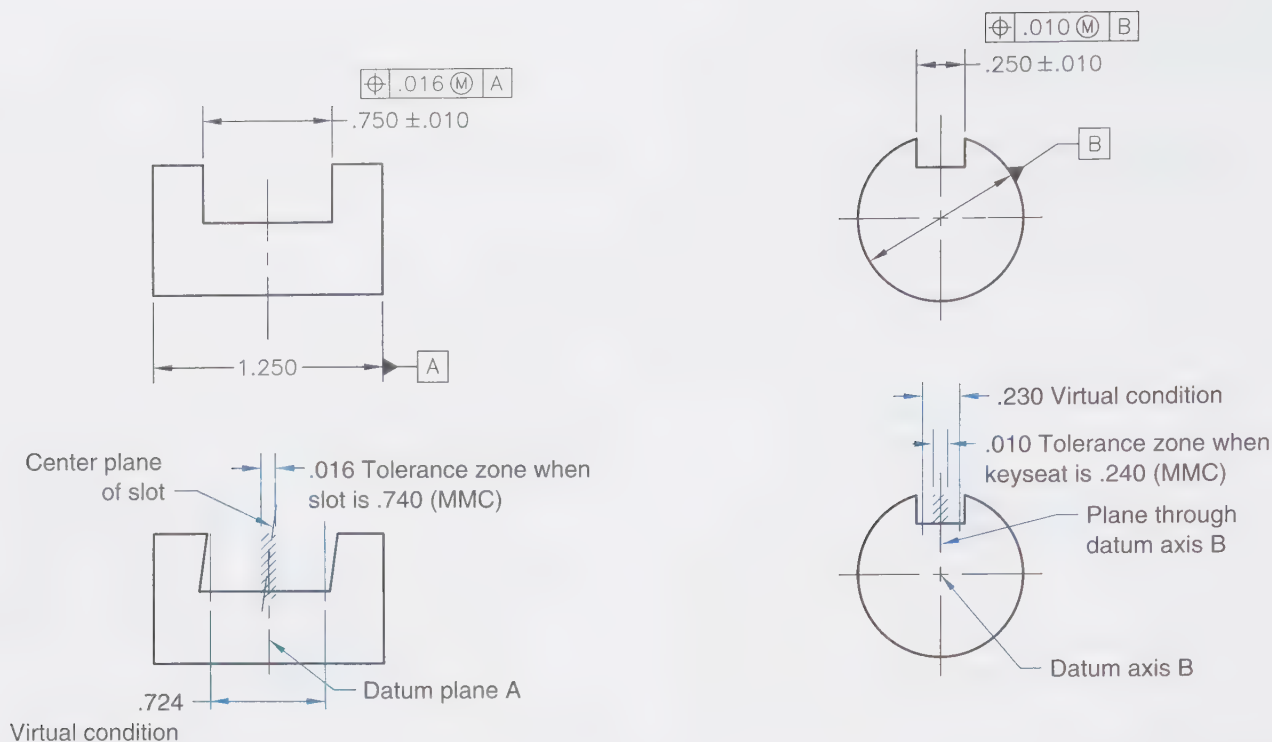 ⌖ .016 Ⓜ A
.750 ±.010
1.250
A
⌖ .010 Ⓜ B
.250 ±.010
B
Center plane
of slot
.016 Tolerance zone when
slot is .740 (MMC)
Datum plane A
.724
Virtual condition
.230 Virtual condition
.010 Tolerance zone when
keyseat is .240 (MMC)
Plane through
datum axis B
Datum axis B